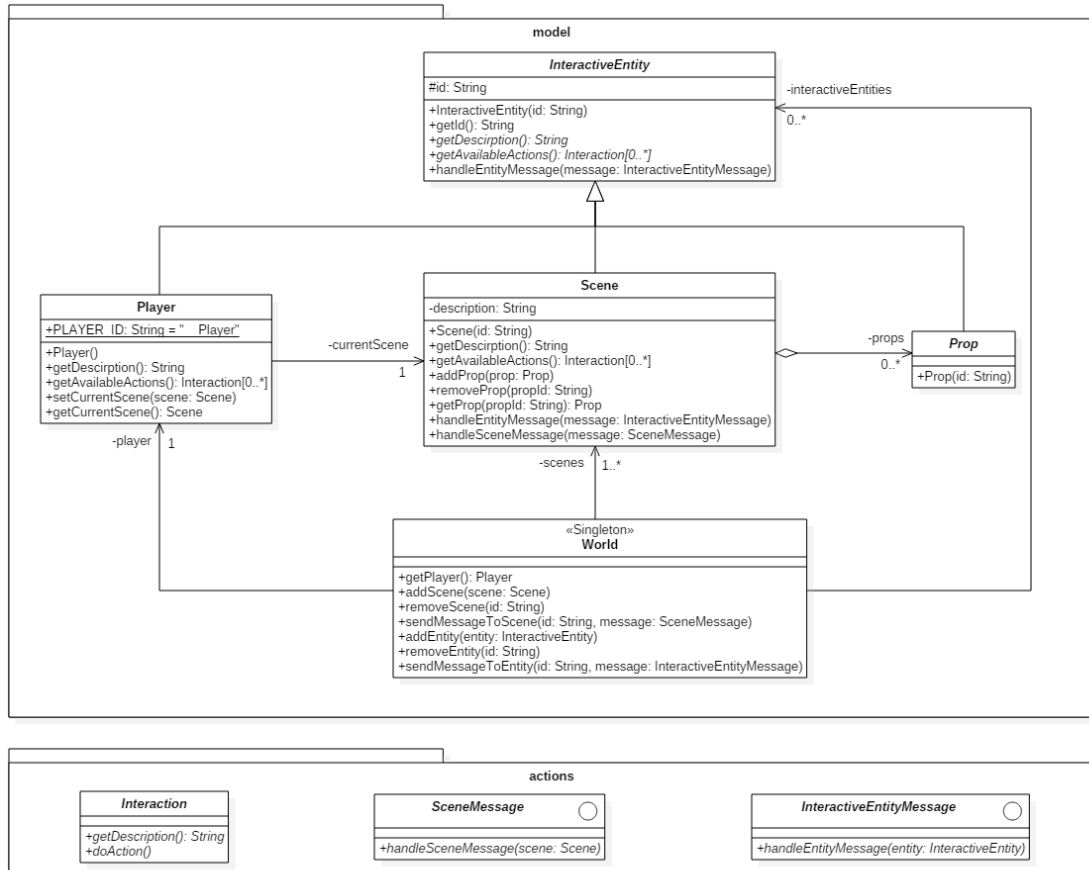 model
InteractiveEntity
#id: String
+InteractiveEntity(id: String)
+getId(): String
+getDescirption(): String
+getAvailableActions(): Interaction[0..*]
+handleEntityMessage(message: InteractiveEntityMessage)
-interactiveEntities
0..*
Player
+PLAYER_ID: String = "__Player"
+Player()
+getDescirption(): String
+getAvailableActions(): Interaction[0..*]
+setCurrentScene(scene: Scene)
+getCurrentScene(): Scene
-currentScene
1
Scene
-description: String
+Scene(id: String)
+getDescirption(): String
+getAvailableActions(): Interaction[0..*]
+addProp(prop: Prop)
+removeProp(propId: String)
+getProp(propId: String): Prop
+handleEntityMessage(message: InteractiveEntityMessage)
+handleSceneMessage(message: SceneMessage)
-props
0..*
Prop
+Prop(id: String)
-player
1
-scenes
1..*
«Singleton»
World
+getPlayer(): Player
+addScene(scene: Scene)
+removeScene(id: String)
+sendMessageToScene(id: String, message: SceneMessage)
+addEntity(entity: InteractiveEntity)
+removeEntity(id: String)
+sendMessageToEntity(id: String, message: InteractiveEntityMessage)
actions
Interaction
+getDescription(): String
+doAction()
SceneMessage
+handleSceneMessage(scene: Scene)
InteractiveEntityMessage
+handleEntityMessage(entity: InteractiveEntity)